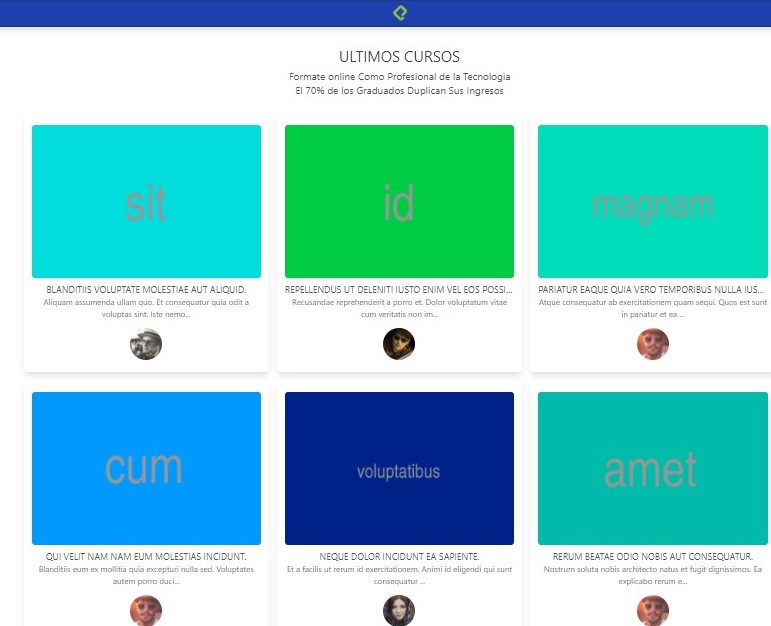 ULTIMOS CURSOS
Formate online Como Profesional de la Tecnologia
El 70% de los Graduados Duplican Sus Ingresos
sit
id
magnam
BLANDITIIS VOLUPTATE MOLESTIAE AUT ALIQUID.
Aliquam assumenda ullam quo. Et consequatur quia odit a
voluptas sint. Iste nemo...
REPELLENDUS UT DELENITI IUSTO ENIM VEL EOS POSSI...
Recusandae reprehenderit a porro et. Dolor voluptatum vitae
cum veritatis non im...
PARIATUR EAQUE QUIA VERO TEMPORIBUS NULLA IUS...
Atque consequatur ab exercitationem quam sequi. Quos est sunt
in pariatur et ea ...
cum
voluptatibus
amet
QUI VELIT NAM NAM EUM MOLESTIAS INCIDUNT.
Blanditiis eum ex mollitia quia excepturi nulla sed. Voluptates
autem porro duci...
NEQUE DOLOR INCIDUNT EA SAPIENTE.
Et a facilis ut rerum id exercitationem. Animi id eligendi qui sunt
consequatur ...
RERUM BEATAE ODIO NOBIS AUT CONSEQUATUR.
Nostrum soluta nobis architecto natus et fugit dignissimos. Ea
explicabo rerum e...